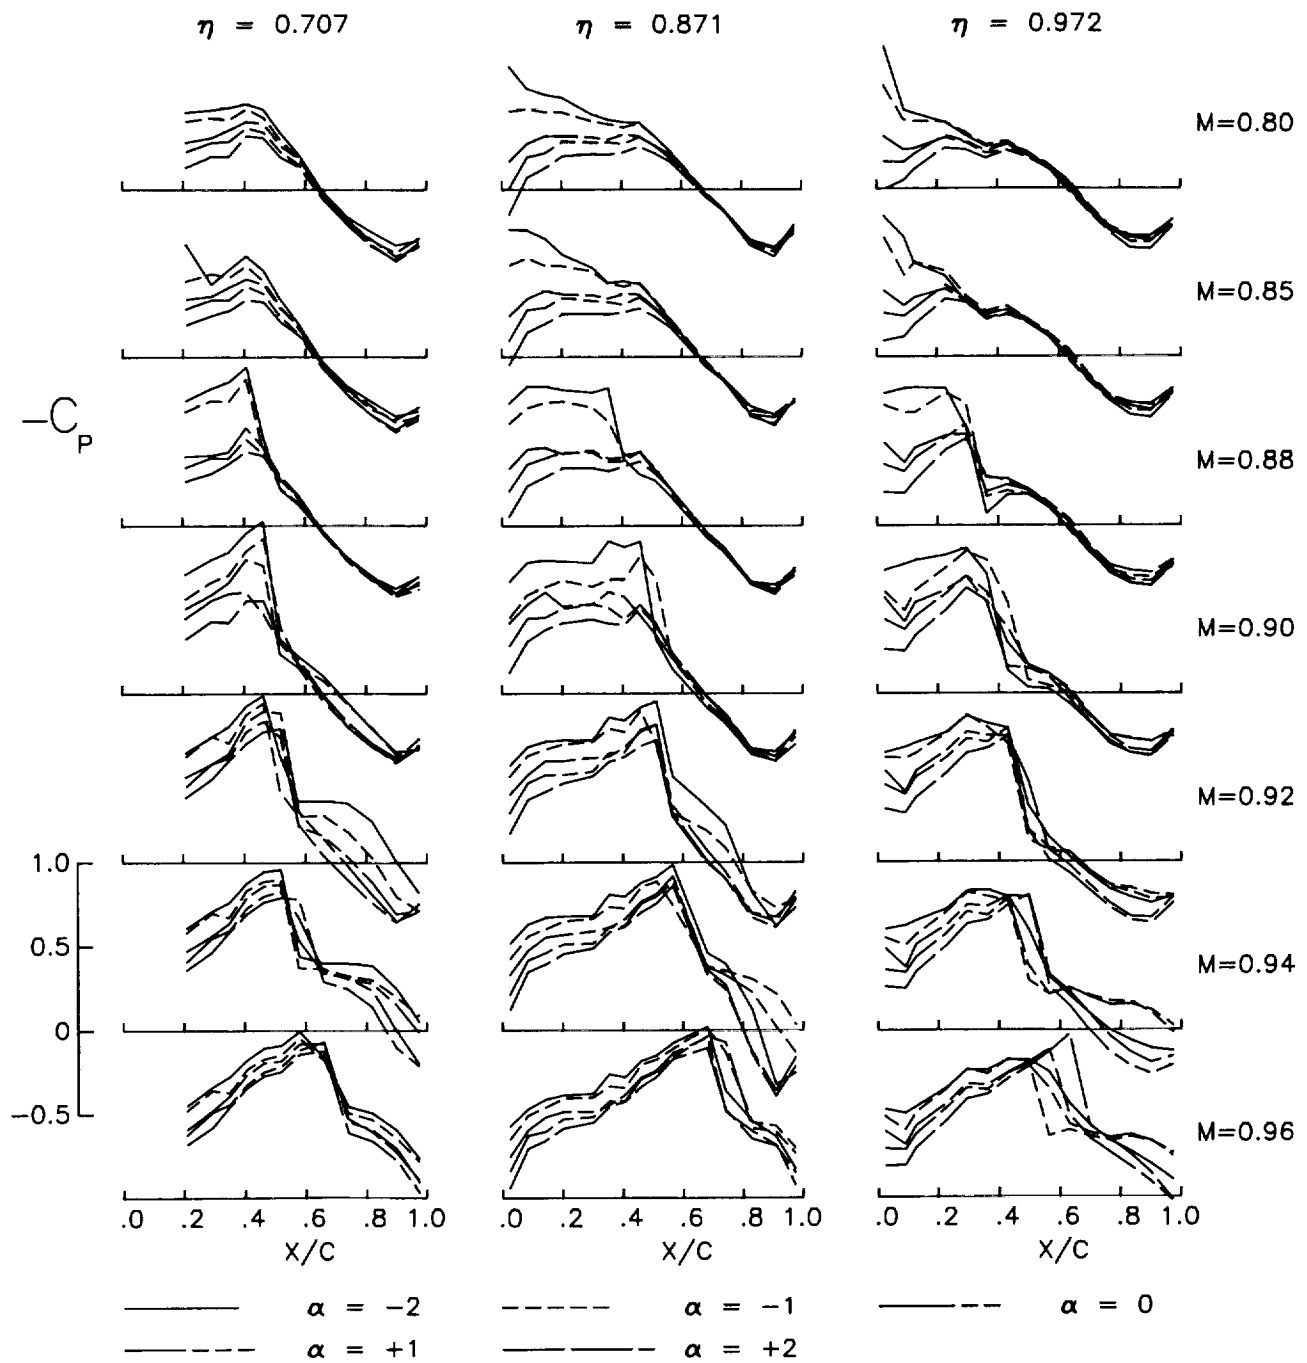 η = 0.707
η = 0.871
η = 0.972
M=0.80
M=0.85
−C_P
M=0.88
M=0.90
M=0.92
1.0
0.5
M=0.94
0
−0.5
M=0.96
.0 .2 .4 .6 .8 1.0
.0 .2 .4 .6 .8 1.0
.0 .2 .4 .6 .8 1.0
X/C
X/C
X/C
α = −2
α = −1
α = 0
α = +1
α = +2